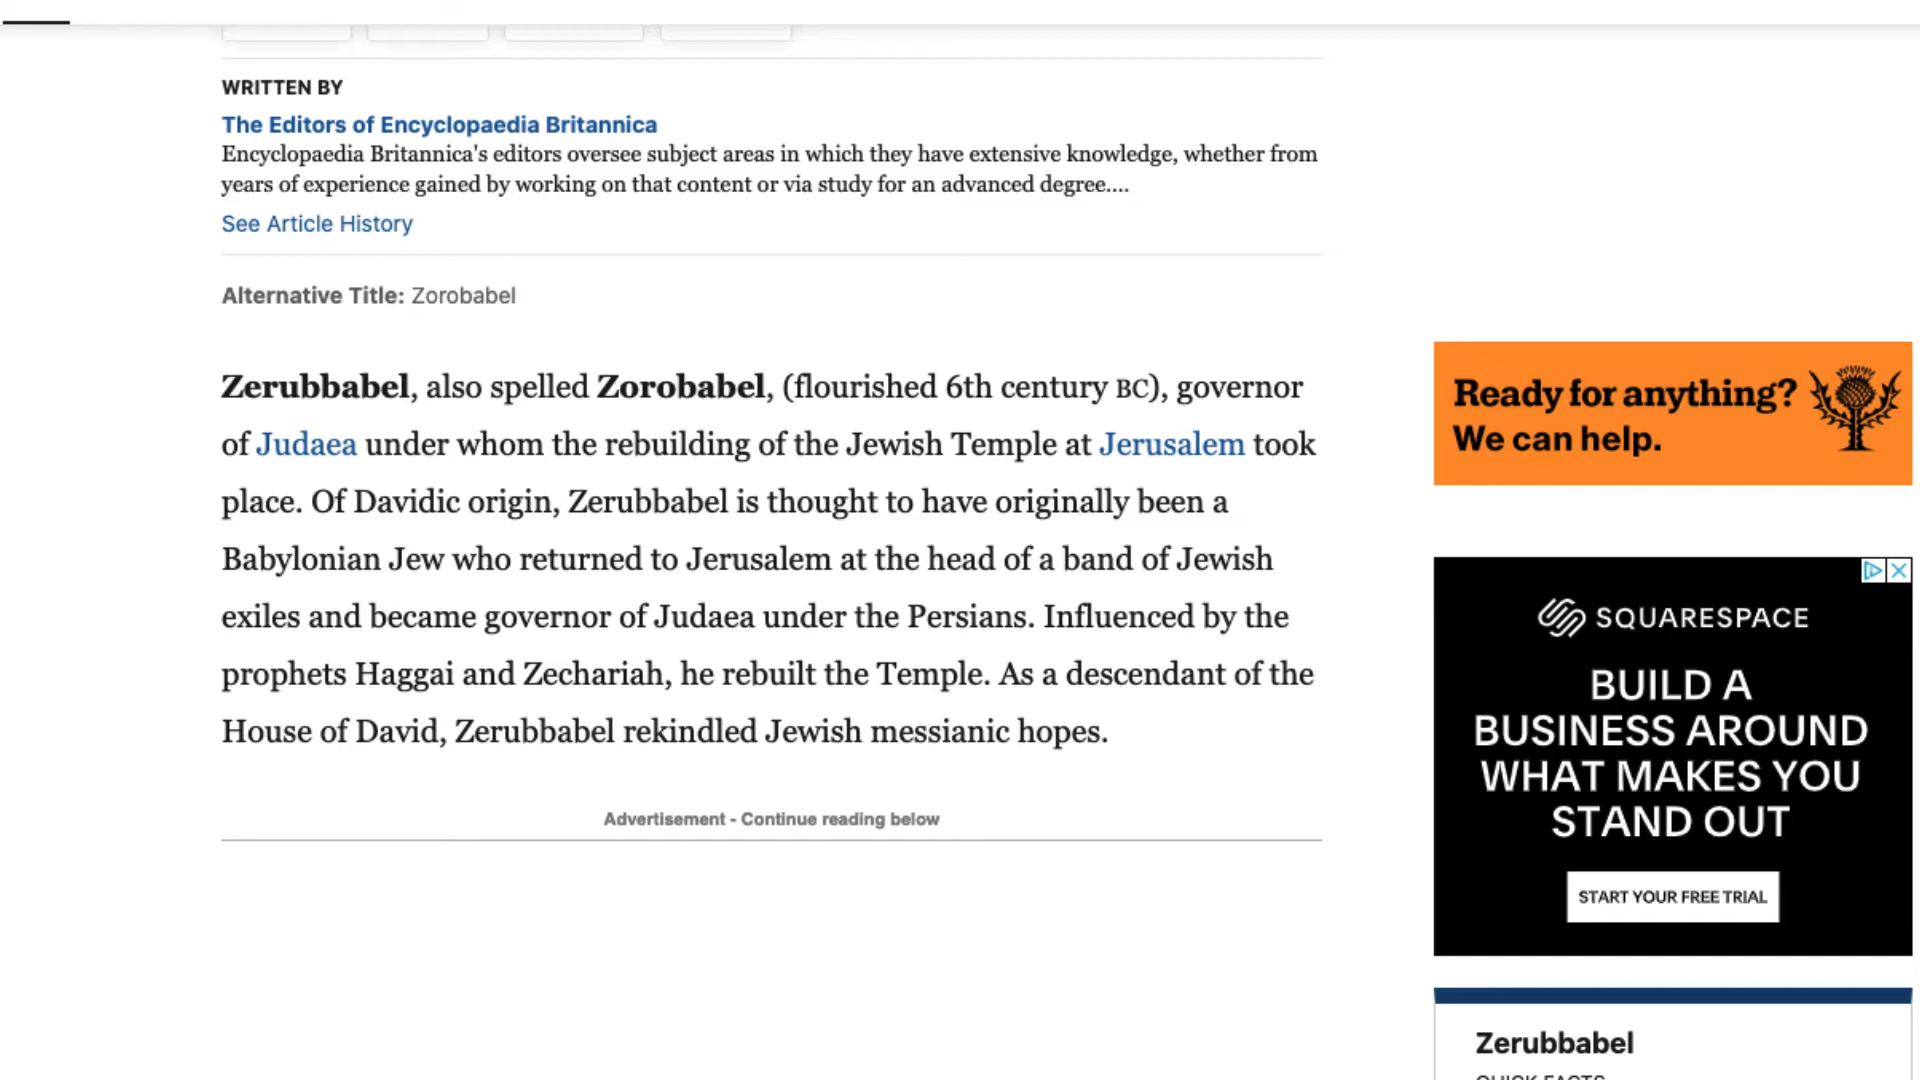 WRITTEN BY
The Editors of Encyclopaedia Britannica
Encyclopaedia Britannica's editors oversee subject areas in which they have extensive knowledge, whether from
years of experience gained by working on that content or via study for an advanced degree....
See Article History
Alternative Title: Zorobabel
Zerubbabel, also spelled Zorobabel, (flourished 6th century BC), governor
of Judaea under whom the rebuilding of the Jewish Temple at Jerusalem took
place. Of Davidic origin, Zerubbabel is thought to have originally been a
Babylonian Jew who returned to Jerusalem at the head of a band of Jewish
exiles and became governor of Judaea under the Persians. Influenced by the
prophets Haggai and Zechariah, he rebuilt the Temple. As a descendant of the
House of David, Zerubbabel rekindled Jewish messianic hopes.
Advertisement - Continue reading below
Ready for anything?
We can help.
SQUARESPACE
BUILD A
BUSINESS AROUND
WHAT MAKES YOU
STAND OUT
START YOUR FREE TRIAL
Zerubbabel
QUICK FACTS